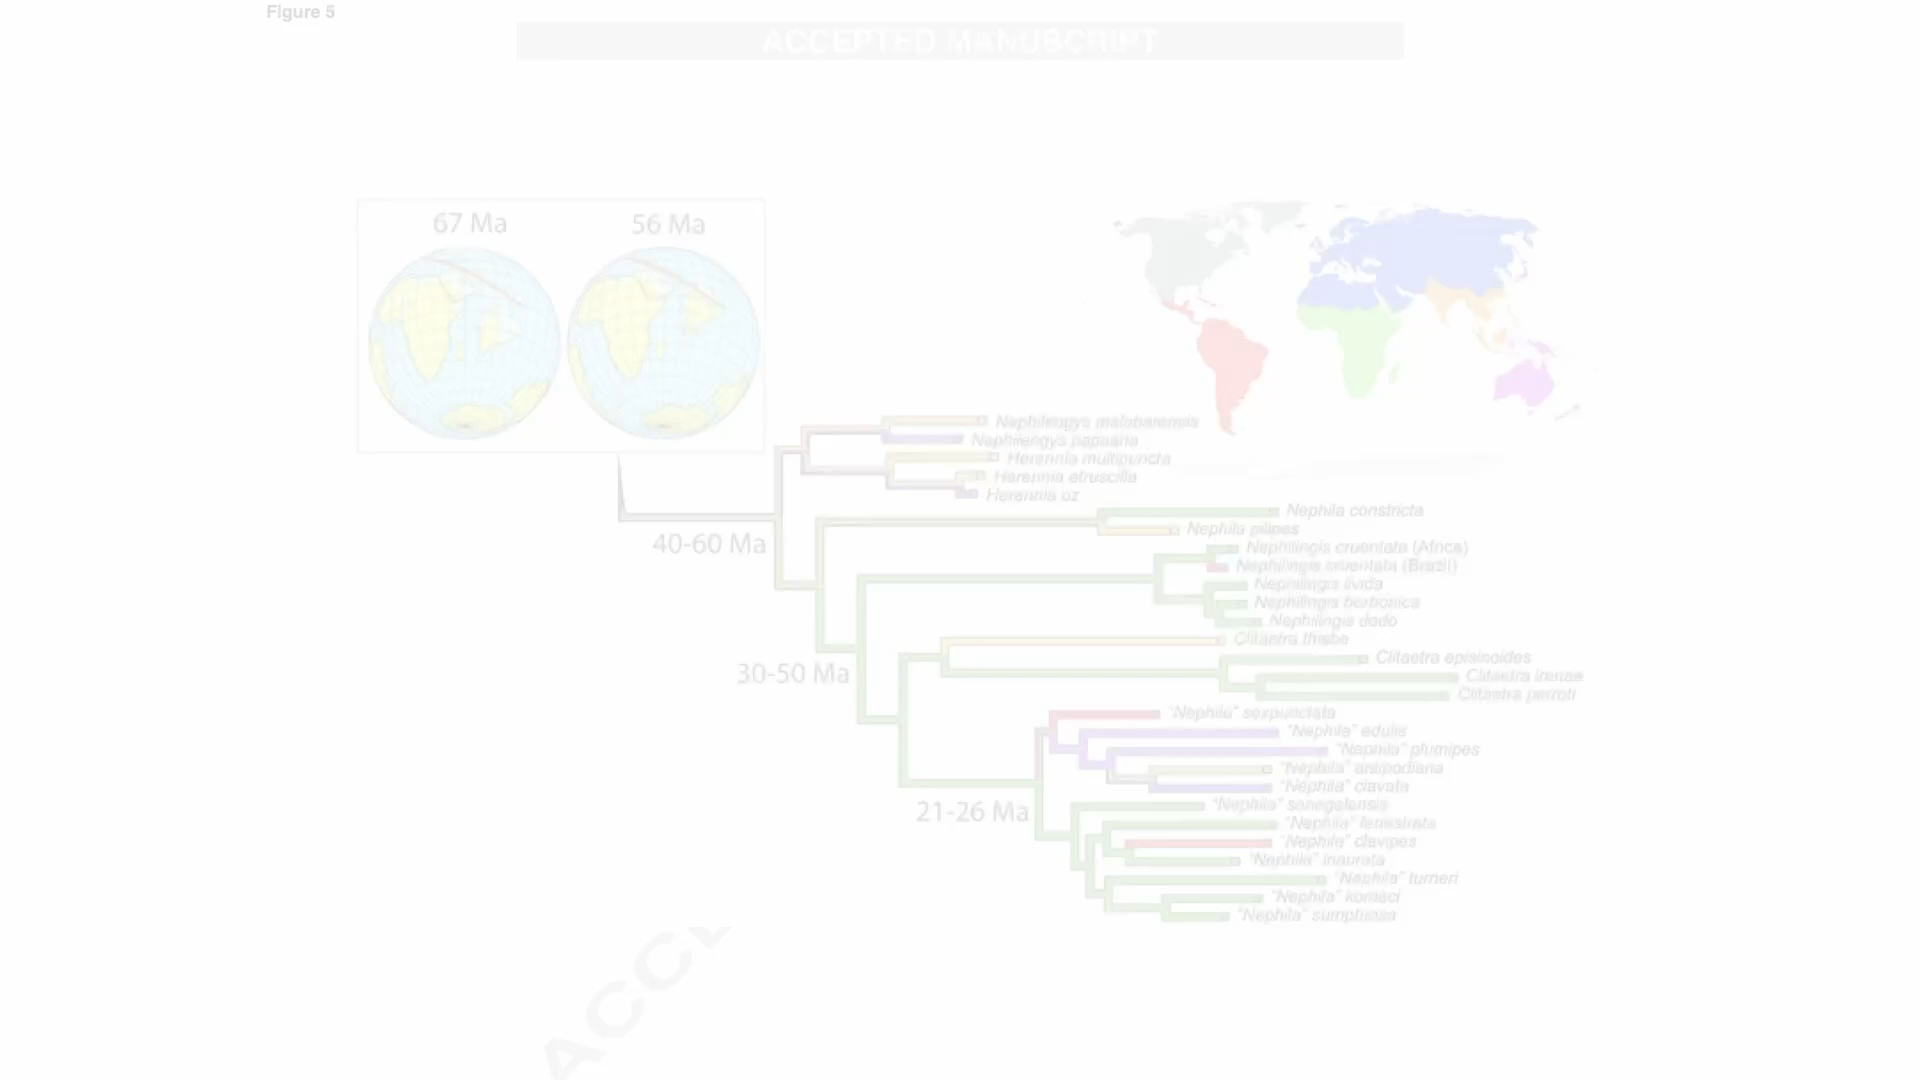 Figure 5
ACCEPTED MANUSCRIPT
67 Ma
56 Ma
Nephilengys malabarensis
Nephilengys papuana
Herennia multipuncta
Herennia etruscilla
Herennia oz
Nephila constricta
40-60 Ma
Nephila pilipes
Nephilingis cruentata (Africa)
Nephilingis cruentata (Brazil)
Nephilingis livida
Nephilingis borbonica
Nephilingis dodo
Clitaetra thisbe
Clitaetra episinoides
30-50 Ma
Clitaetra irenae
Clitaetra perroti
"Nephila" sexpunctata
"Nephila" edulis
"Nephila" plumipes
"Nephila" antipodiana
"Nephila" clavata
"Nephila" senegalensis
21-26 Ma
"Nephila" fenestrata
"Nephila" clavipes
"Nephila" inaurata
"Nephila" turneri
"Nephila" komaci
"Nephila" sumptuosa